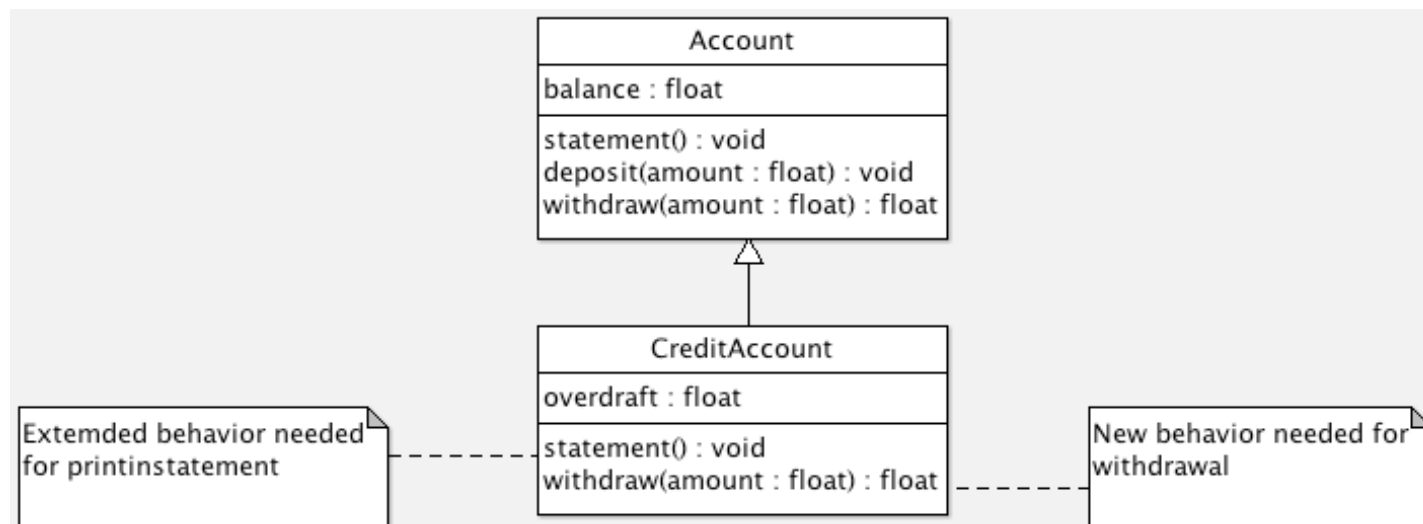 Account
balance : float
statement() : void
deposit(amount : float) : void
withdraw(amount : float) : float
CreditAccount
overdraft : float
statement() : void
withdraw(amount : float) : float
Extemded behavior needed
for printinstatement
New behavior needed for
withdrawal